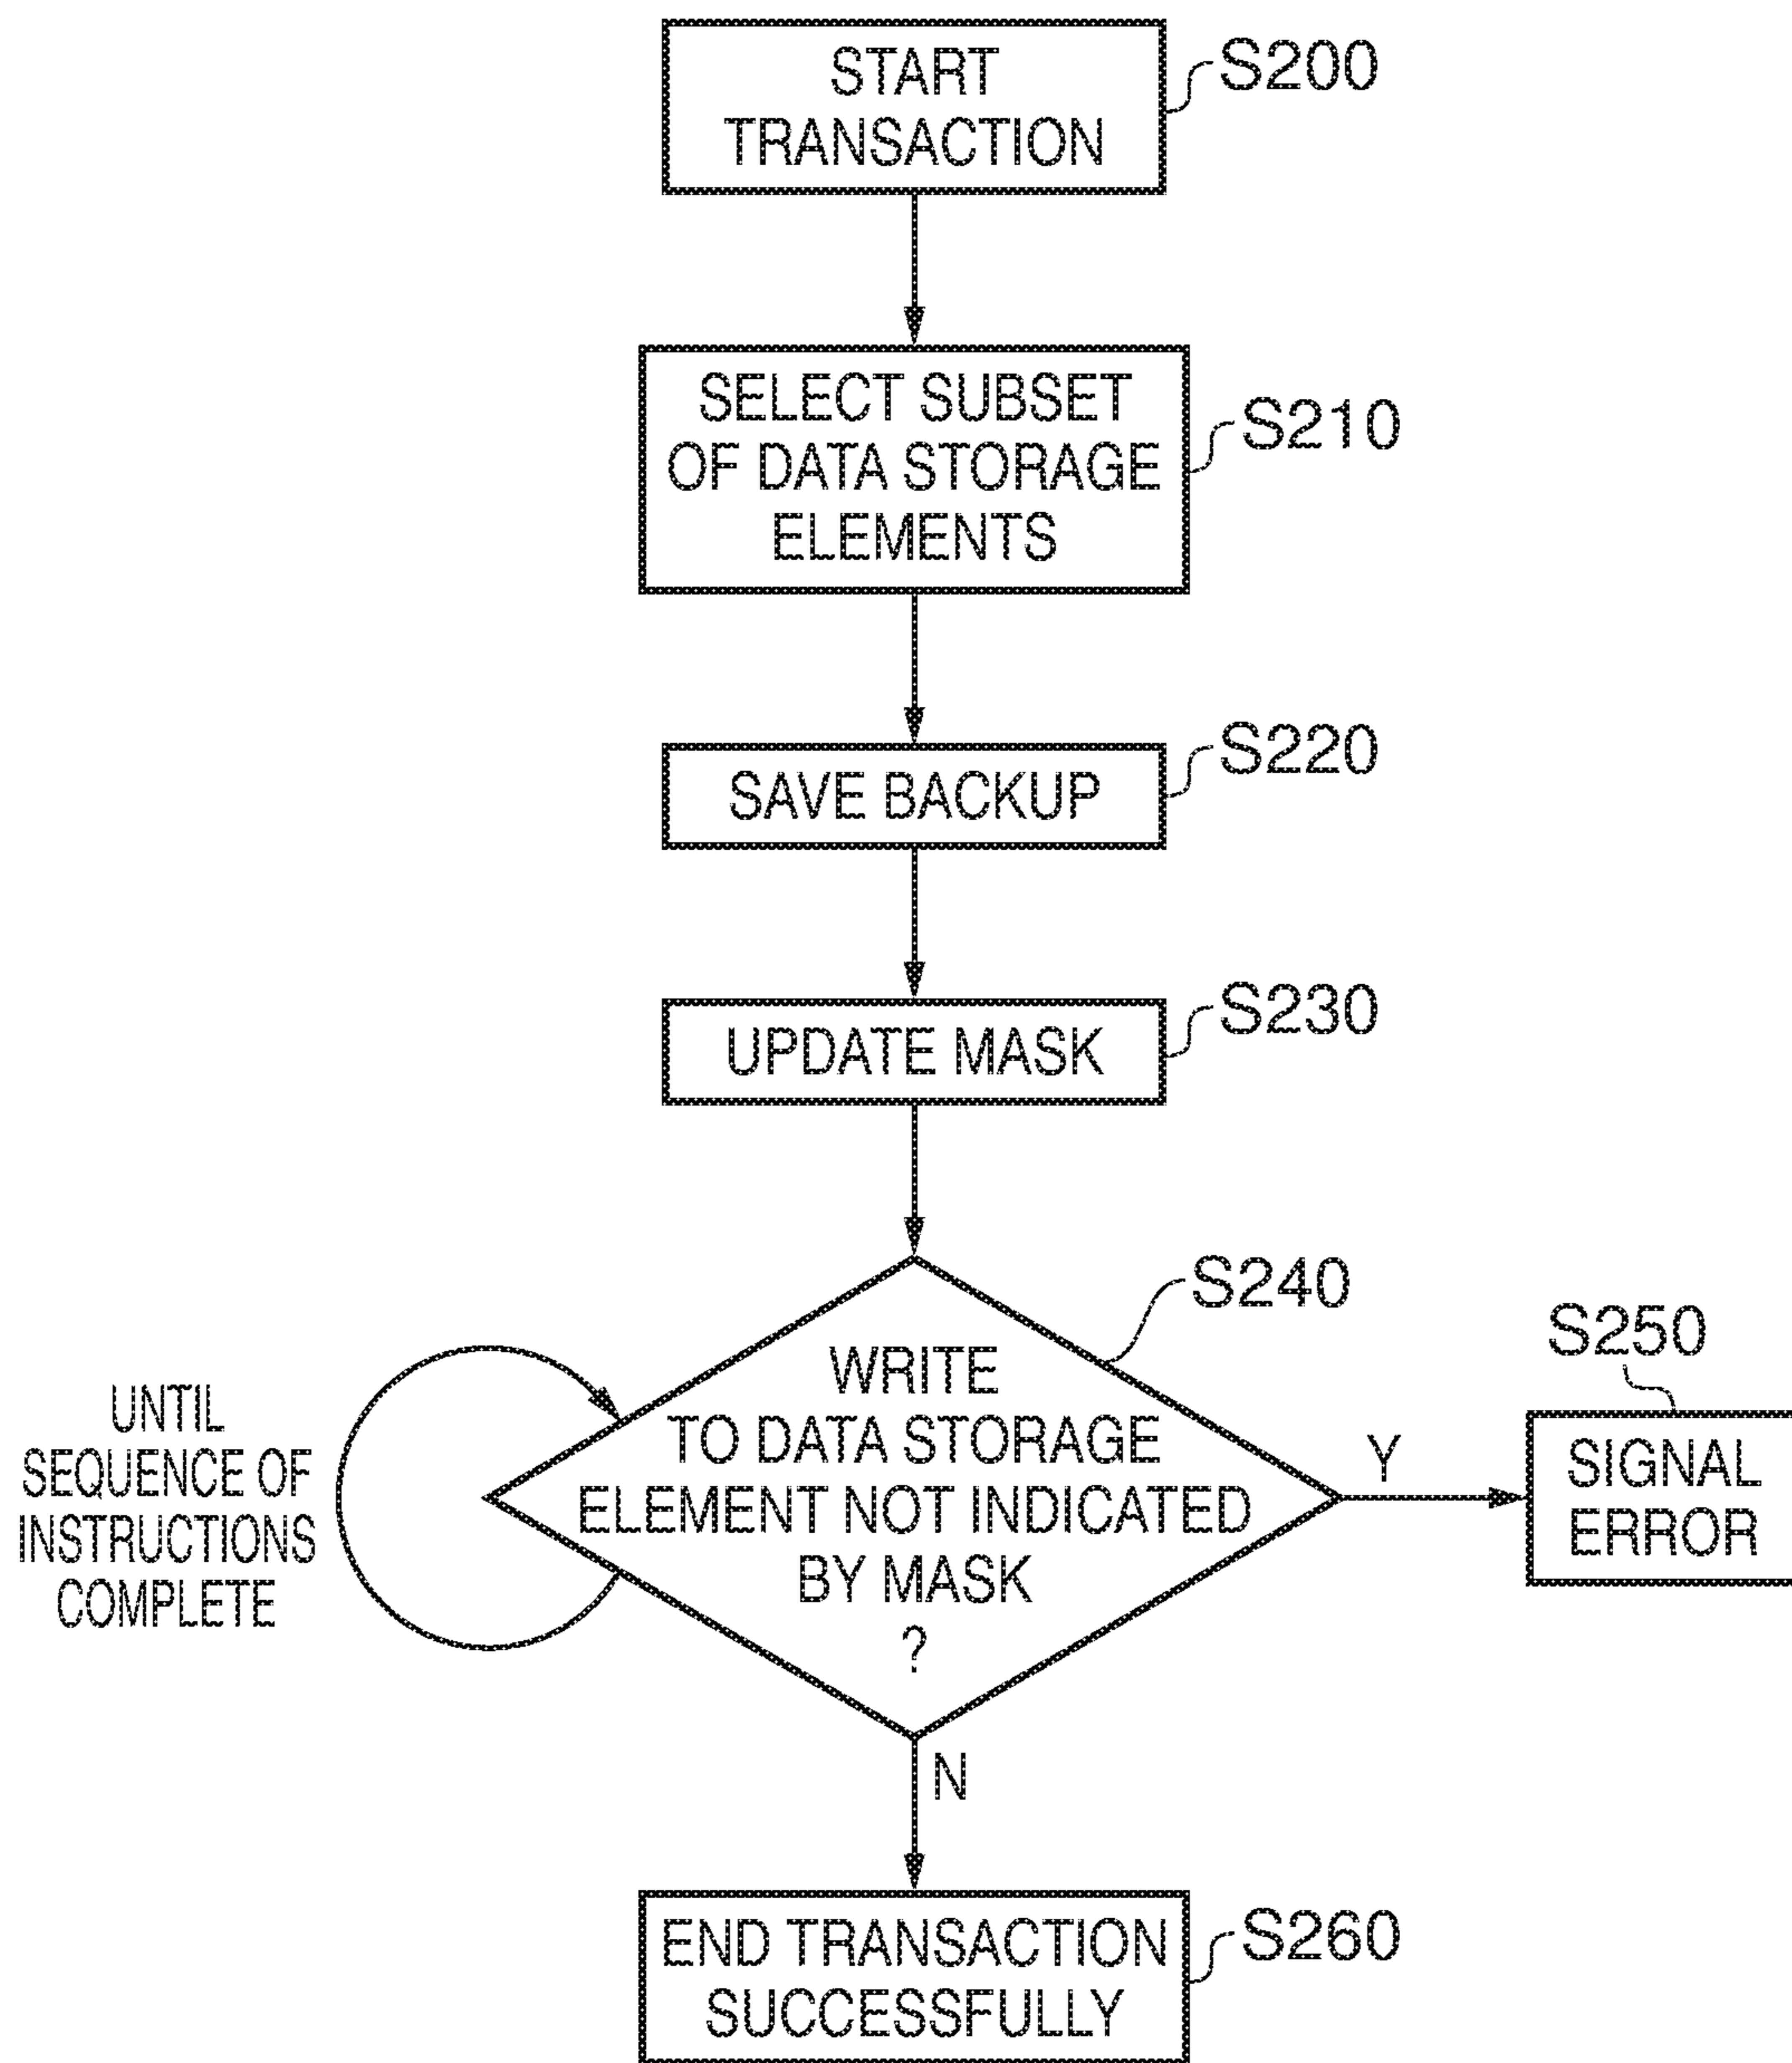 START
TRANSACTION
S200
SELECT SUBSET
OF DATA STORAGE
ELEMENTS
S210
SAVE BACKUP
S220
UPDATE MASK
S230
S240
WRITE
TO DATA STORAGE
ELEMENT NOT INDICATED
BY MASK
?
UNTIL
SEQUENCE OF
INSTRUCTIONS
COMPLETE
Y
S250
SIGNAL
ERROR
N
END TRANSACTION
SUCCESSFULLY
S260